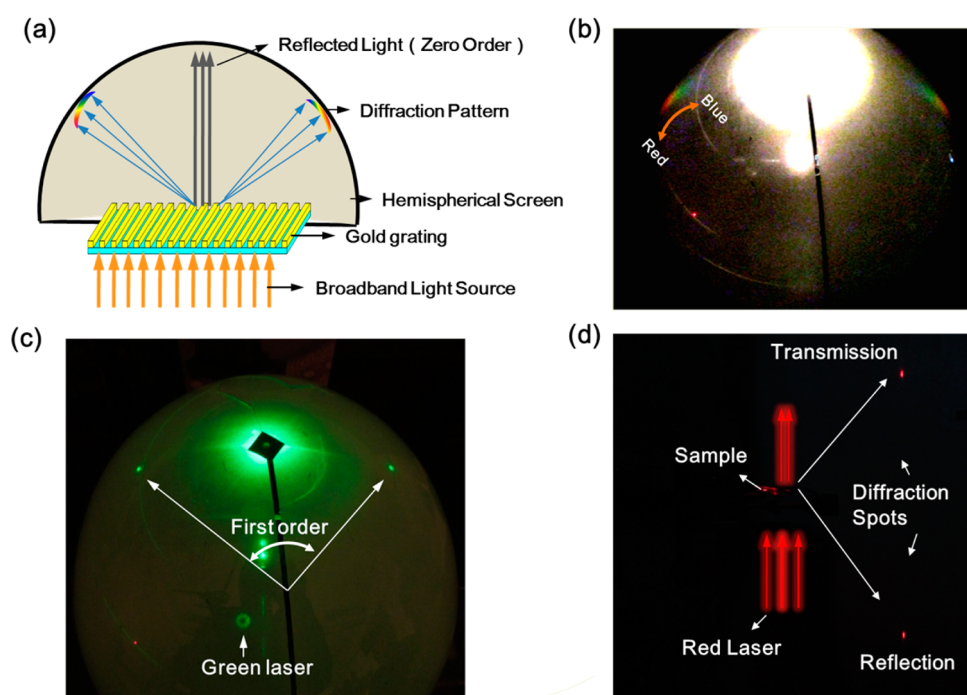 (a)
Reflected Light ( Zero Order )
Diffraction Pattern
Hemispherical Screen
Gold grating
Broadband Light Source
(b)
Blue
Red
(c)
First order
Green laser
(d)
Transmission
Sample
Diffraction
Spots
Red Laser
Reflection